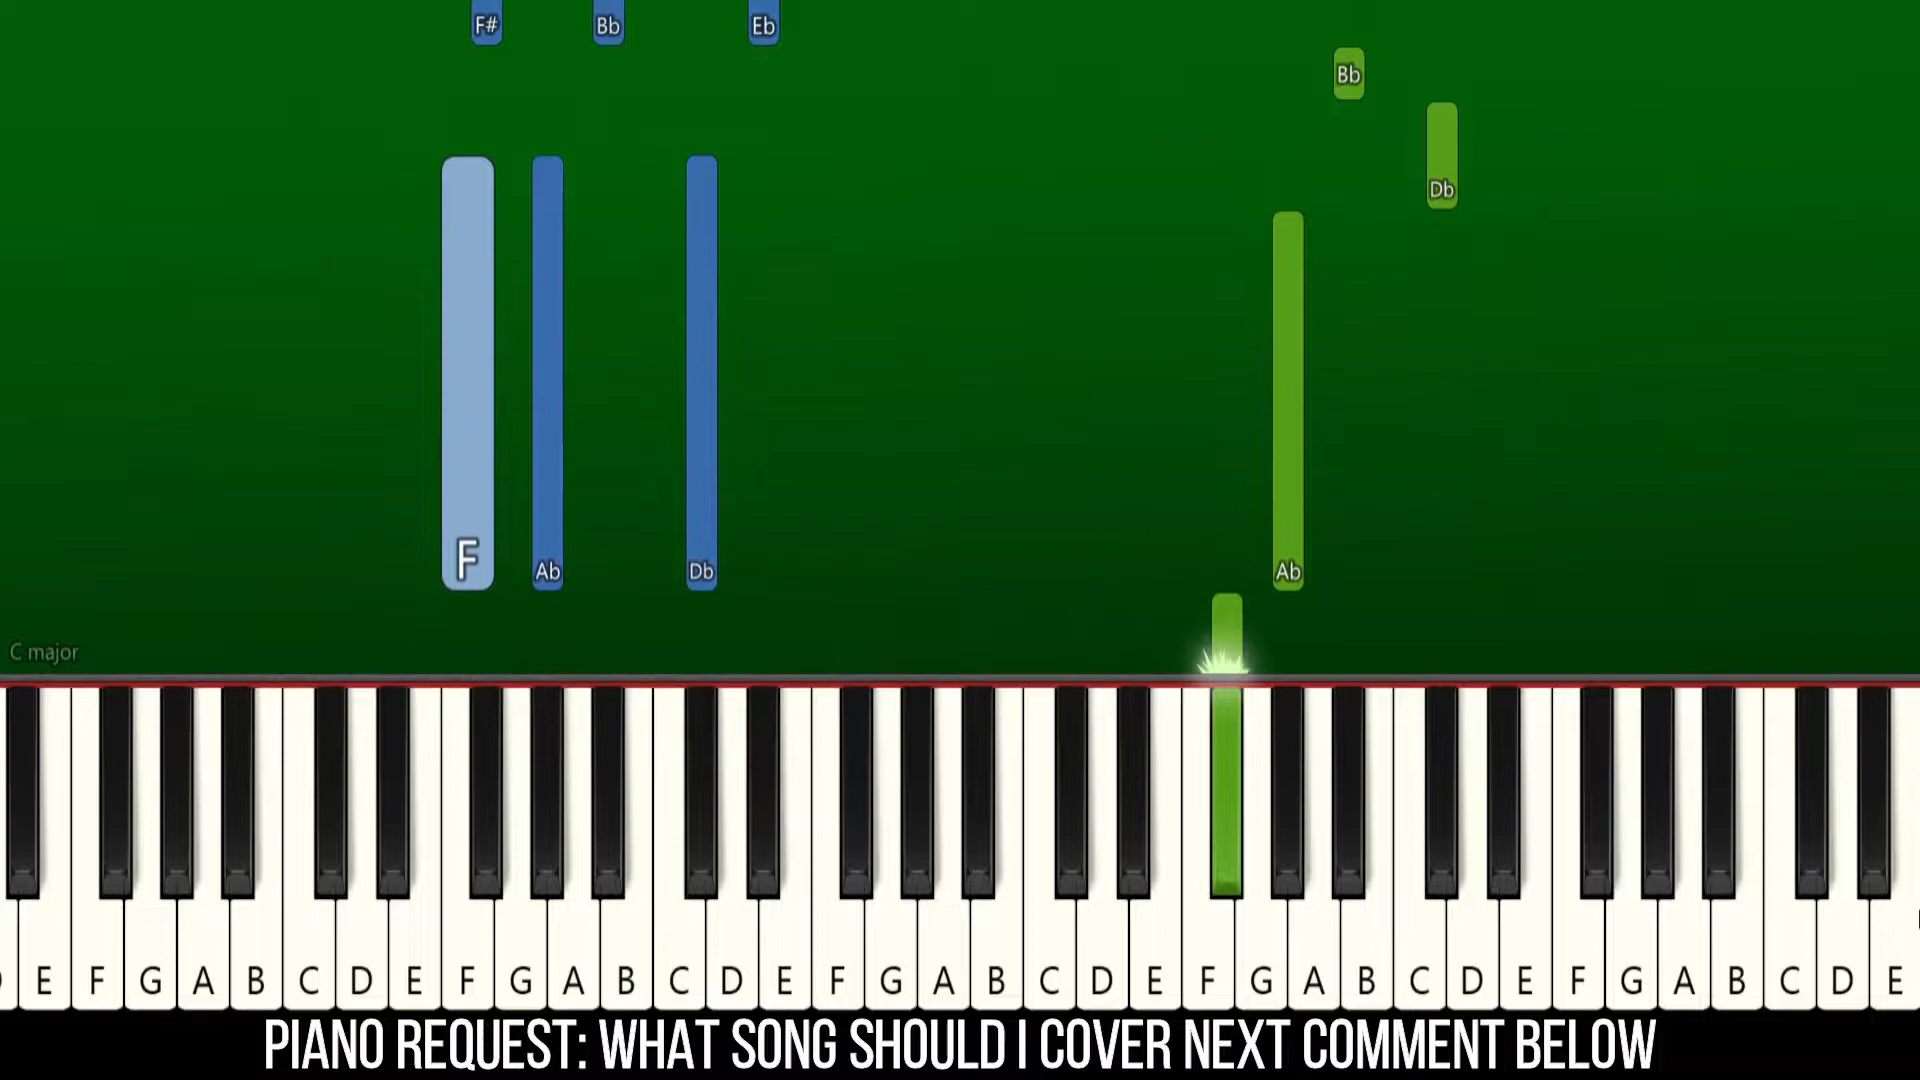 F# Bb Eb
Bb
Db
F Ab Db Ab
C major
E F G A B C D E F G A B C D E F G A B C D E F G A B C D E F G A B C D E
PIANO REQUEST: WHAT SONG SHOULD I COVER NEXT COMMENT BELOW